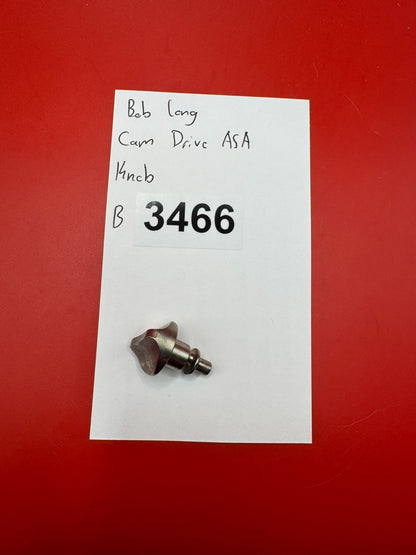 Bob Long
Cam Drive ASA
Knob
B 3466